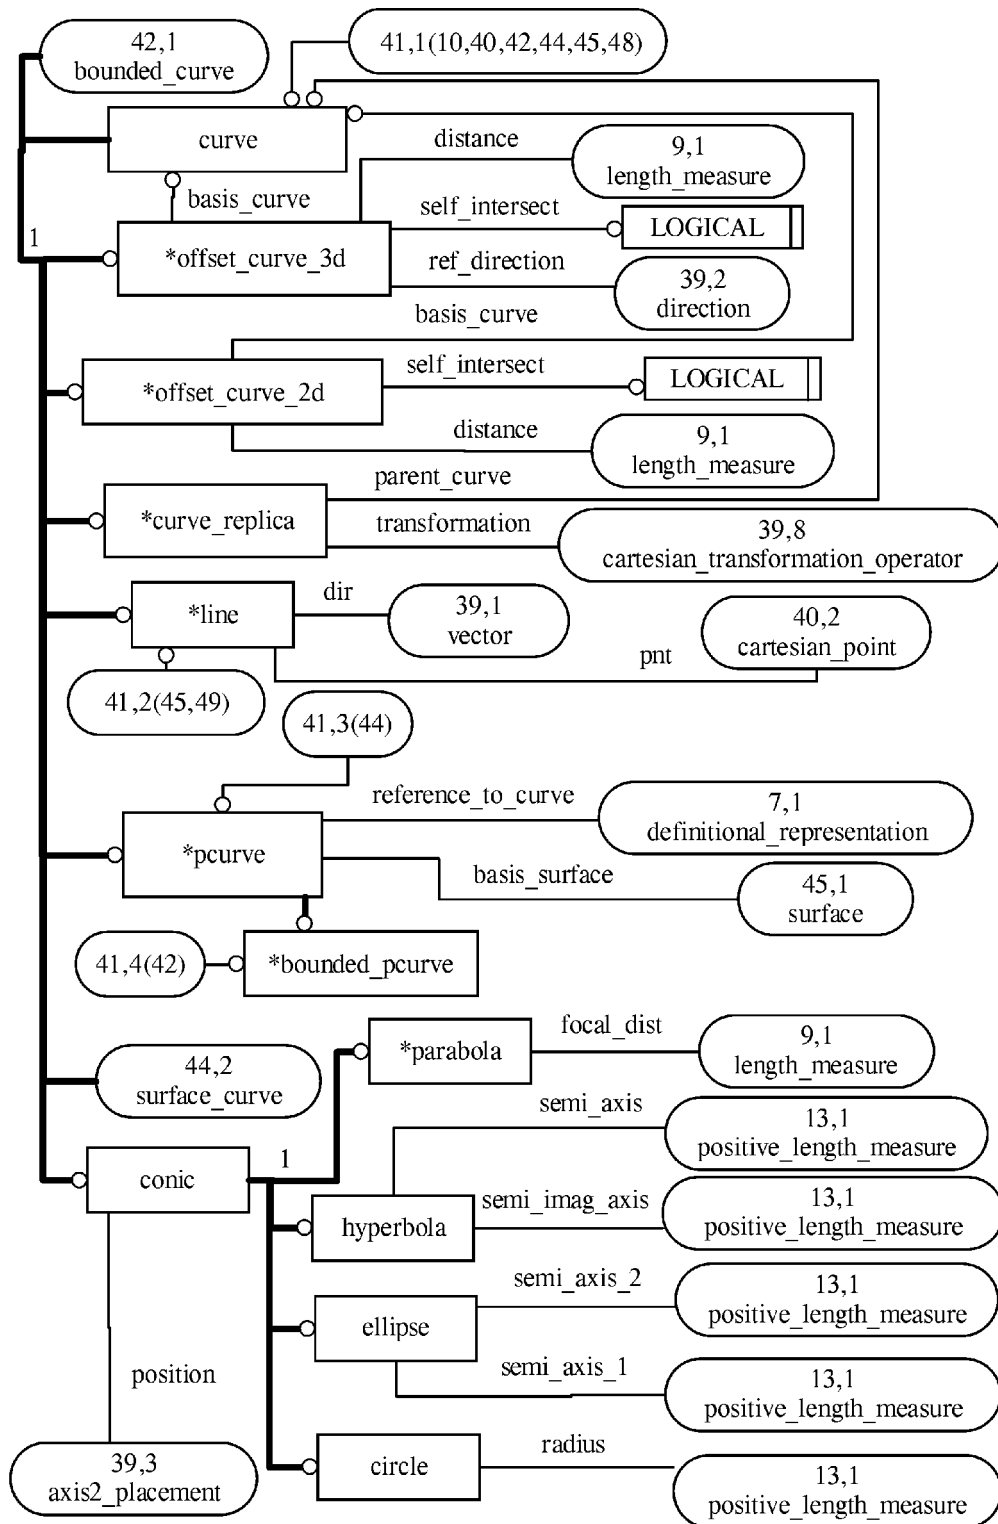 42,1
bounded_curve
41,1(10,40,42,44,45,48)
curve
distance
9,1
length_measure
basis_curve
self_intersect
LOGICAL
1
*offset_curve_3d
ref_direction
39,2
direction
basis_curve
*offset_curve_2d
self_intersect
LOGICAL
distance
9,1
length_measure
parent_curve
*curve_replica
transformation
39,8
cartesian_transformation_operator
*line
dir
39,1
vector
40,2
cartesian_point
pnt
41,2(45,49)
41,3(44)
reference_to_curve
7,1
definitional_representation
*pcurve
basis_surface
45,1
surface
41,4(42)
*bounded_pcurve
*parabola
focal_dist
9,1
length_measure
44,2
surface_curve
semi_axis
13,1
positive_length_measure
conic
1
hyperbola
semi_imag_axis
13,1
positive_length_measure
semi_axis_2
13,1
positive_length_measure
ellipse
position
semi_axis_1
13,1
positive_length_measure
39,3
axis2_placement
circle
radius
13,1
positive_length_measure